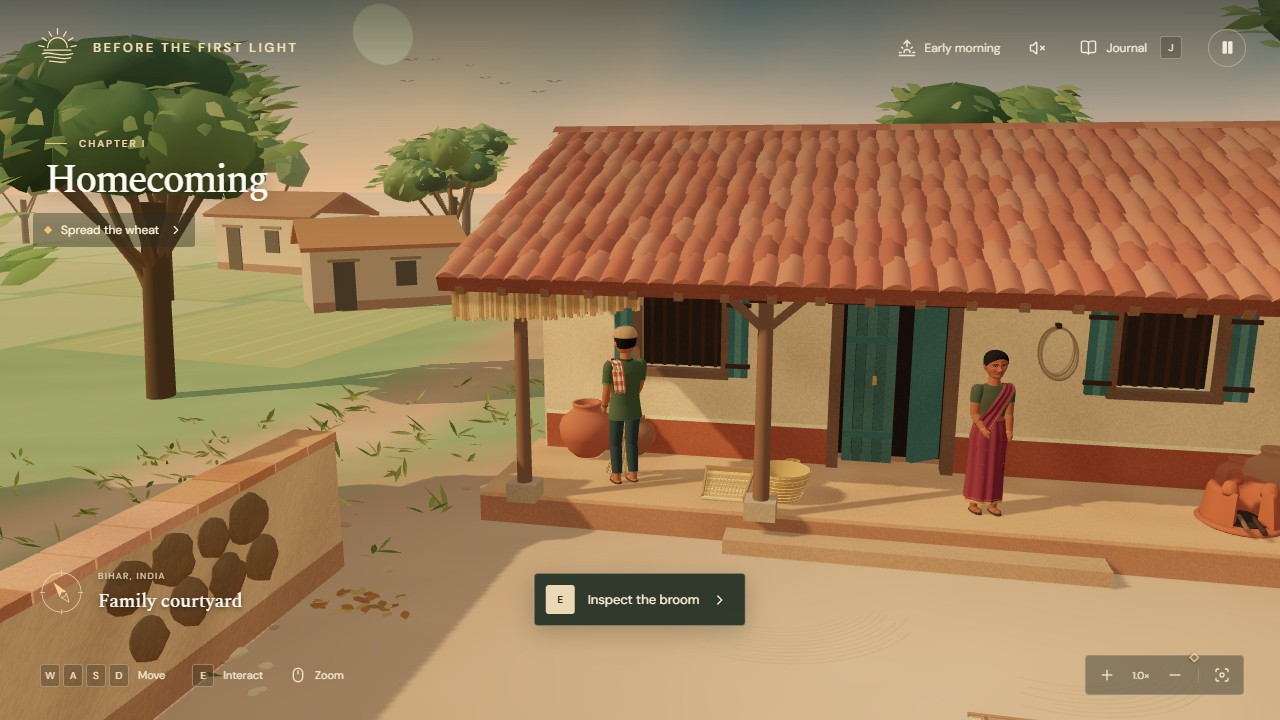 BEFORE THE FIRST LIGHT
Early morning
Journal J
CHAPTER I
Homecoming
Spread the wheat
BIHAR, INDIA
Family courtyard
E Inspect the broom
W A S D Move E Interact Zoom
1.0×